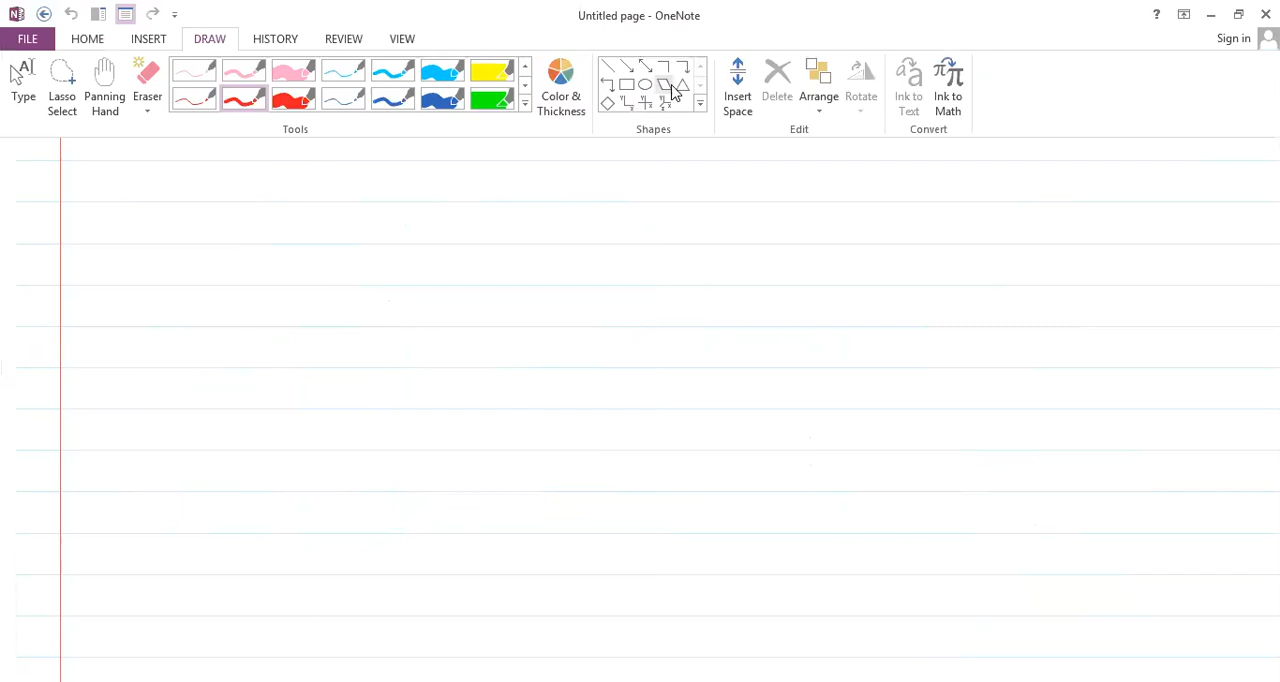 Untitled page - OneNote
?
Sign in
FILE HOME INSERT DRAW HISTORY REVIEW VIEW
Type
Lasso Select
Panning Hand
Eraser
Color & Thickness
Insert Space
Delete
Arrange
Rotate
Ink to Text
Ink to Math
Tools
Shapes
Edit
Convert